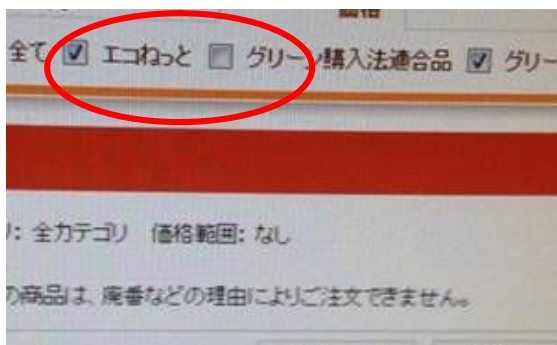 価格
全て エコねっと グリーン購入法適合品 グリー
リ: 全カテゴリ 価格範囲: なし
の商品は、廃番などの理由によりご注文できません。